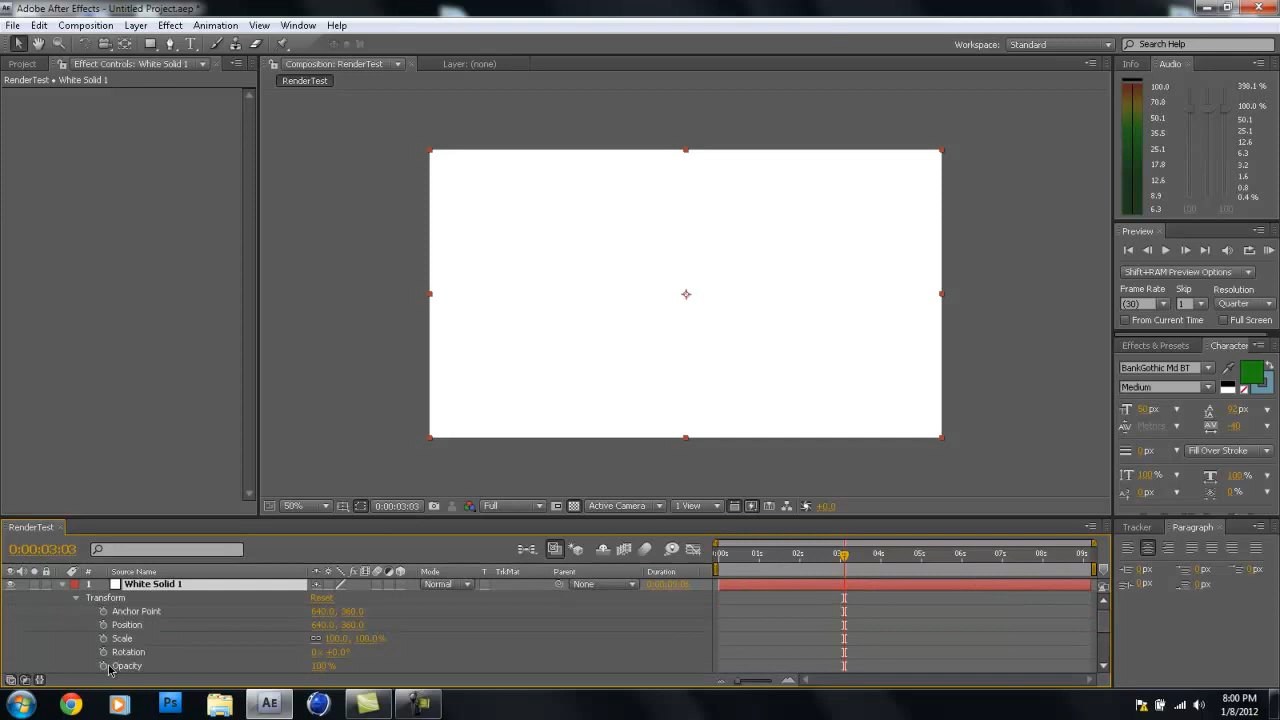 Adobe After Effects - Untitled Project.aep *
File Edit Composition Layer Effect Animation View Window Help
Workspace: Standard Search Help
Project Effect Controls: White Solid 1 Composition: RenderTest Layer: (none) Info Audio
RenderTest • White Solid 1 RenderTest
100.0 398.1 %
70.8 100.0 %
50.1 50.1
35.5 25.1
25.1 12.6
17.8 6.3
12.6 3.2
8.9 1.6
6.3 0.8
0.4 %
100 100
Preview
Shift+RAM Preview Options
Frame Rate Skip Resolution
(30) 1 Quarter
From Current Time Full Screen
Effects & Presets Character
BankGothic Md BT
Medium
50 px 92 px
Metrics -40
0 px Fill Over Stroke
100 % 100 %
0 px 0 %
50% 0:00:03:03 Full Active Camera 1 View +0.0
RenderTest Tracker Paragraph
0:00:03:03
0 px 0 px 0 px
0 px 0 px
:00s 01s 02s 03s 04s 05s 06s 07s 08s 09s
# Source Name Mode T TrkMat Parent Duration
1 White Solid 1 Normal None
Transform Reset
Anchor Point 640.0, 360.0
Position 640.0, 360.0
Scale 100.0, 100.0%
Rotation 0x +0.0°
Opacity 100%
Ps AE
8:00 PM
1/8/2012